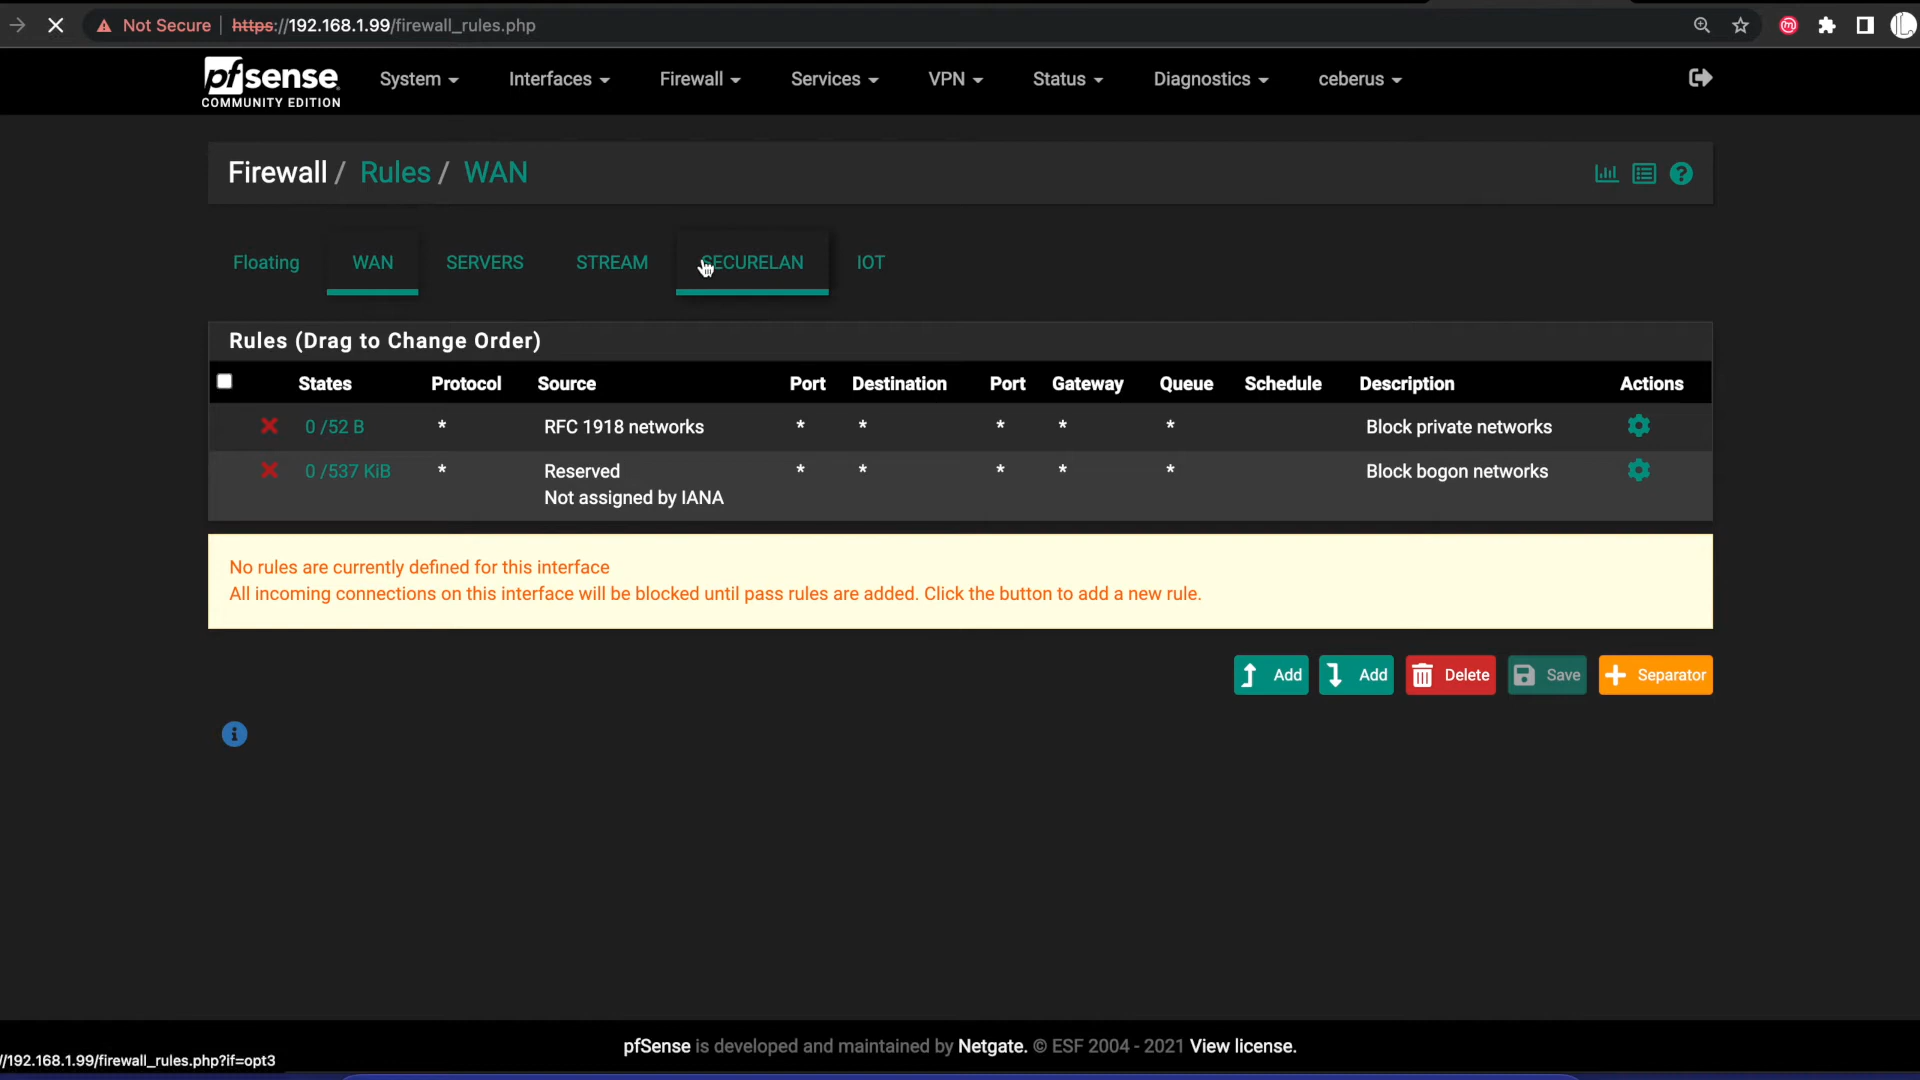 Not Secure https://192.168.1.99/firewall_rules.php
pfsense
COMMUNITY EDITION
System Interfaces Firewall Services VPN Status Diagnostics ceberus
Firewall / Rules / WAN
Floating WAN SERVERS STREAM SECURELAN IOT
Rules (Drag to Change Order)
States Protocol Source Port Destination Port Gateway Queue Schedule Description Actions
0 /52 B * RFC 1918 networks * * * * * Block private networks
0 /537 KiB * Reserved * * * * * Block bogon networks
Not assigned by IANA
No rules are currently defined for this interface
All incoming connections on this interface will be blocked until pass rules are added. Click the button to add a new rule.
Add Add Delete Save Separator
pfSense is developed and maintained by Netgate. © ESF 2004 - 2021 View license.
/192.168.1.99/firewall_rules.php?if=opt3